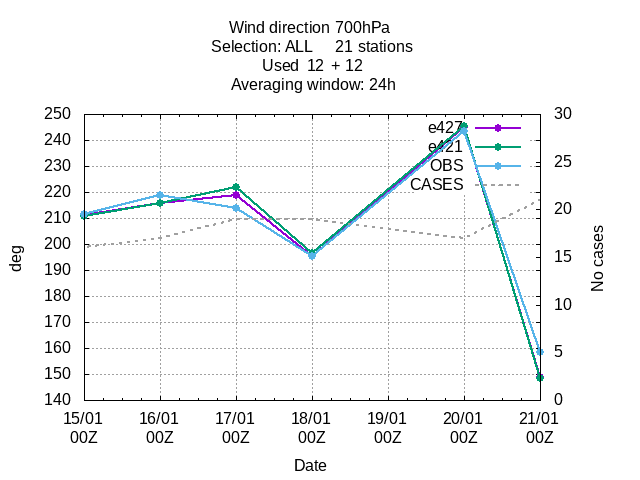 Wind direction 700hPa
Selection: ALL 21 stations
Used 12 + 12
Averaging window: 24h
250
240
230
220
210
200
190
180
170
160
150
140
deg
30
25
20
15
10
5
0
No cases
e427
e421
OBS
CASES
15/01 16/01 17/01 18/01 19/01 20/01 21/01
00Z 00Z 00Z 00Z 00Z 00Z 00Z
Date